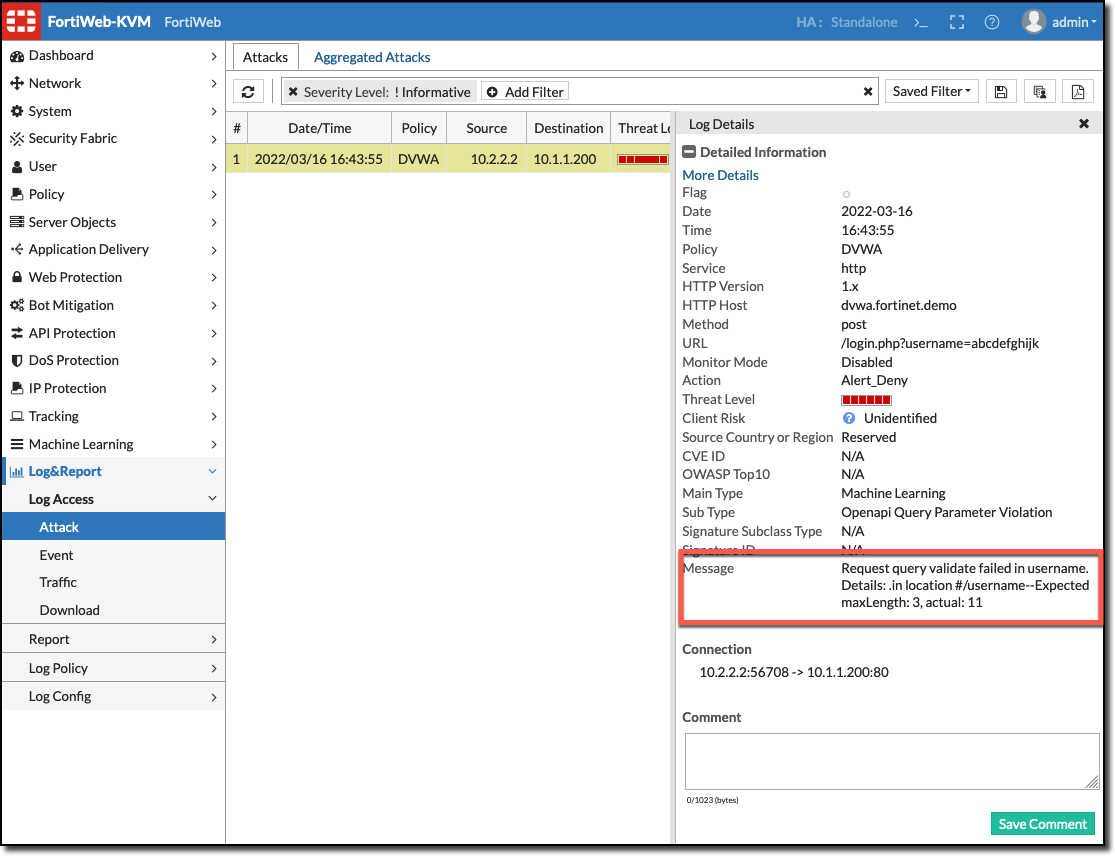 FortiWeb-KVM FortiWeb HA: Standalone >_ admin
Dashboard
Network
System
Security Fabric
User
Policy
Server Objects
Application Delivery
Web Protection
Bot Mitigation
API Protection
DoS Protection
IP Protection
Tracking
Machine Learning
Log&Report
Log Access
Attack
Event
Traffic
Download
Report
Log Policy
Log Config
Attacks Aggregated Attacks
Severity Level: ! Informative Add Filter Saved Filter
# Date/Time Policy Source Destination Threat Le
1 2022/03/16 16:43:55 DVWA 10.2.2.2 10.1.1.200
Log Details
Detailed Information
More Details
Flag
Date 2022-03-16
Time 16:43:55
Policy DVWA
Service http
HTTP Version 1.x
HTTP Host dvwa.fortinet.demo
Method post
URL /login.php?username=abcdefghijk
Monitor Mode Disabled
Action Alert_Deny
Threat Level
Client Risk ? Unidentified
Source Country or Region Reserved
CVE ID N/A
OWASP Top10 N/A
Main Type Machine Learning
Sub Type Openapi Query Parameter Violation
Signature Subclass Type N/A
Signature ID N/A
Message Request query validate failed in username.
Details: .in location #/username--Expected
maxLength: 3, actual: 11
Connection
10.2.2.2:56708 -> 10.1.1.200:80
Comment
0/1023 (bytes)
Save Comment